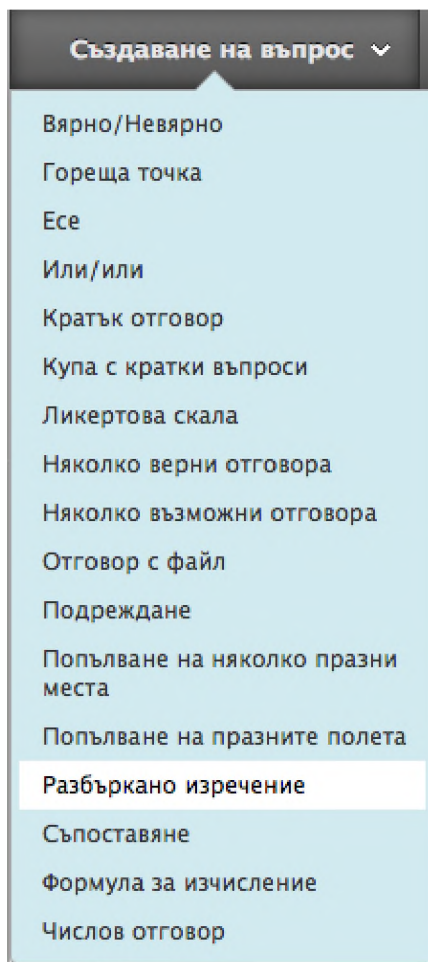 Създаване на въпрос
Вярно/Невярно
Гореща точка
Есе
Или/или
Кратък отговор
Купа с кратки въпроси
Ликертова скала
Няколко верни отговора
Няколко възможни отговора
Отговор с файл
Подреждане
Попълване на няколко празни
места
Попълване на празните полета
Разбъркано изречение
Съпоставяне
Формула за изчисление
Числов отговор